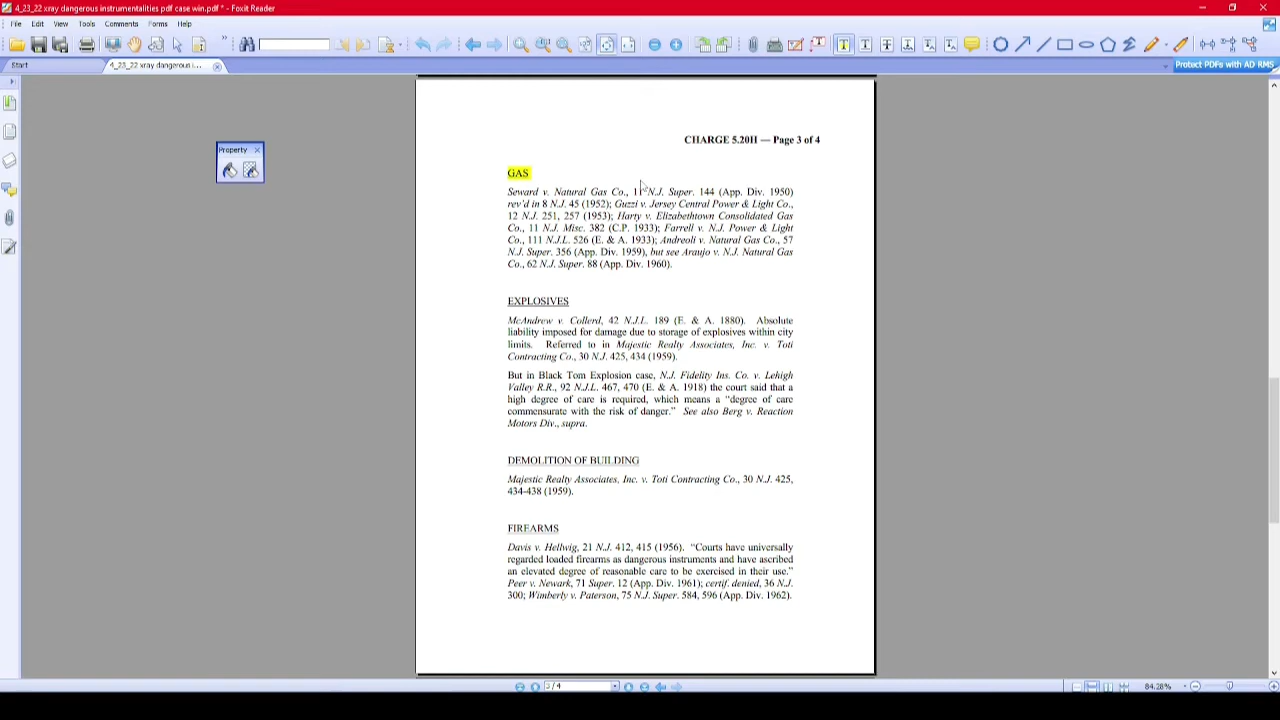 4_23_22 xray dangerous instrumentalities pdf case win.pdf * - Foxit Reader
File Edit View Tools Comments Forms Help
Start
4_23_22 xray dangerous i...
Protect PDFs with AD RMS
Property
CHARGE 5.20H — Page 3 of 4
GAS
Seward v. Natural Gas Co., 11 N.J. Super. 144 (App. Div. 1950)
rev'd in 8 N.J. 45 (1952); Guzzi v. Jersey Central Power & Light Co.,
12 N.J. 251, 257 (1953); Harty v. Elizabethtown Consolidated Gas
Co., 11 N.J. Misc. 382 (C.P. 1933); Farrell v. N.J. Power & Light
Co., 111 N.J.L. 526 (E. & A. 1933); Andreoli v. Natural Gas Co., 57
N.J. Super. 356 (App. Div. 1959), but see Araujo v. N.J. Natural Gas
Co., 62 N.J. Super. 88 (App. Div. 1960).
EXPLOSIVES
McAndrew v. Collerd, 42 N.J.L. 189 (E. & A. 1880). Absolute
liability imposed for damage due to storage of explosives within city
limits. Referred to in Majestic Realty Associates, Inc. v. Toti
Contracting Co., 30 N.J. 425, 434 (1959).
But in Black Tom Explosion case, N.J. Fidelity Ins. Co. v. Lehigh
Valley R.R., 92 N.J.L. 467, 470 (E. & A. 1918) the court said that a
high degree of care is required, which means a “degree of care
commensurate with the risk of danger.” See also Berg v. Reaction
Motors Div., supra.
DEMOLITION OF BUILDING
Majestic Realty Associates, Inc. v. Toti Contracting Co., 30 N.J. 425,
434-438 (1959).
FIREARMS
Davis v. Hellwig, 21 N.J. 412, 415 (1956). “Courts have universally
regarded loaded firearms as dangerous instruments and have ascribed
an elevated degree of reasonable care to be exercised in their use.”
Peer v. Newark, 71 Super. 12 (App. Div. 1961); certif. denied, 36 N.J.
300; Wimberly v. Paterson, 75 N.J. Super. 584, 596 (App. Div. 1962).
3 / 4
84.28%